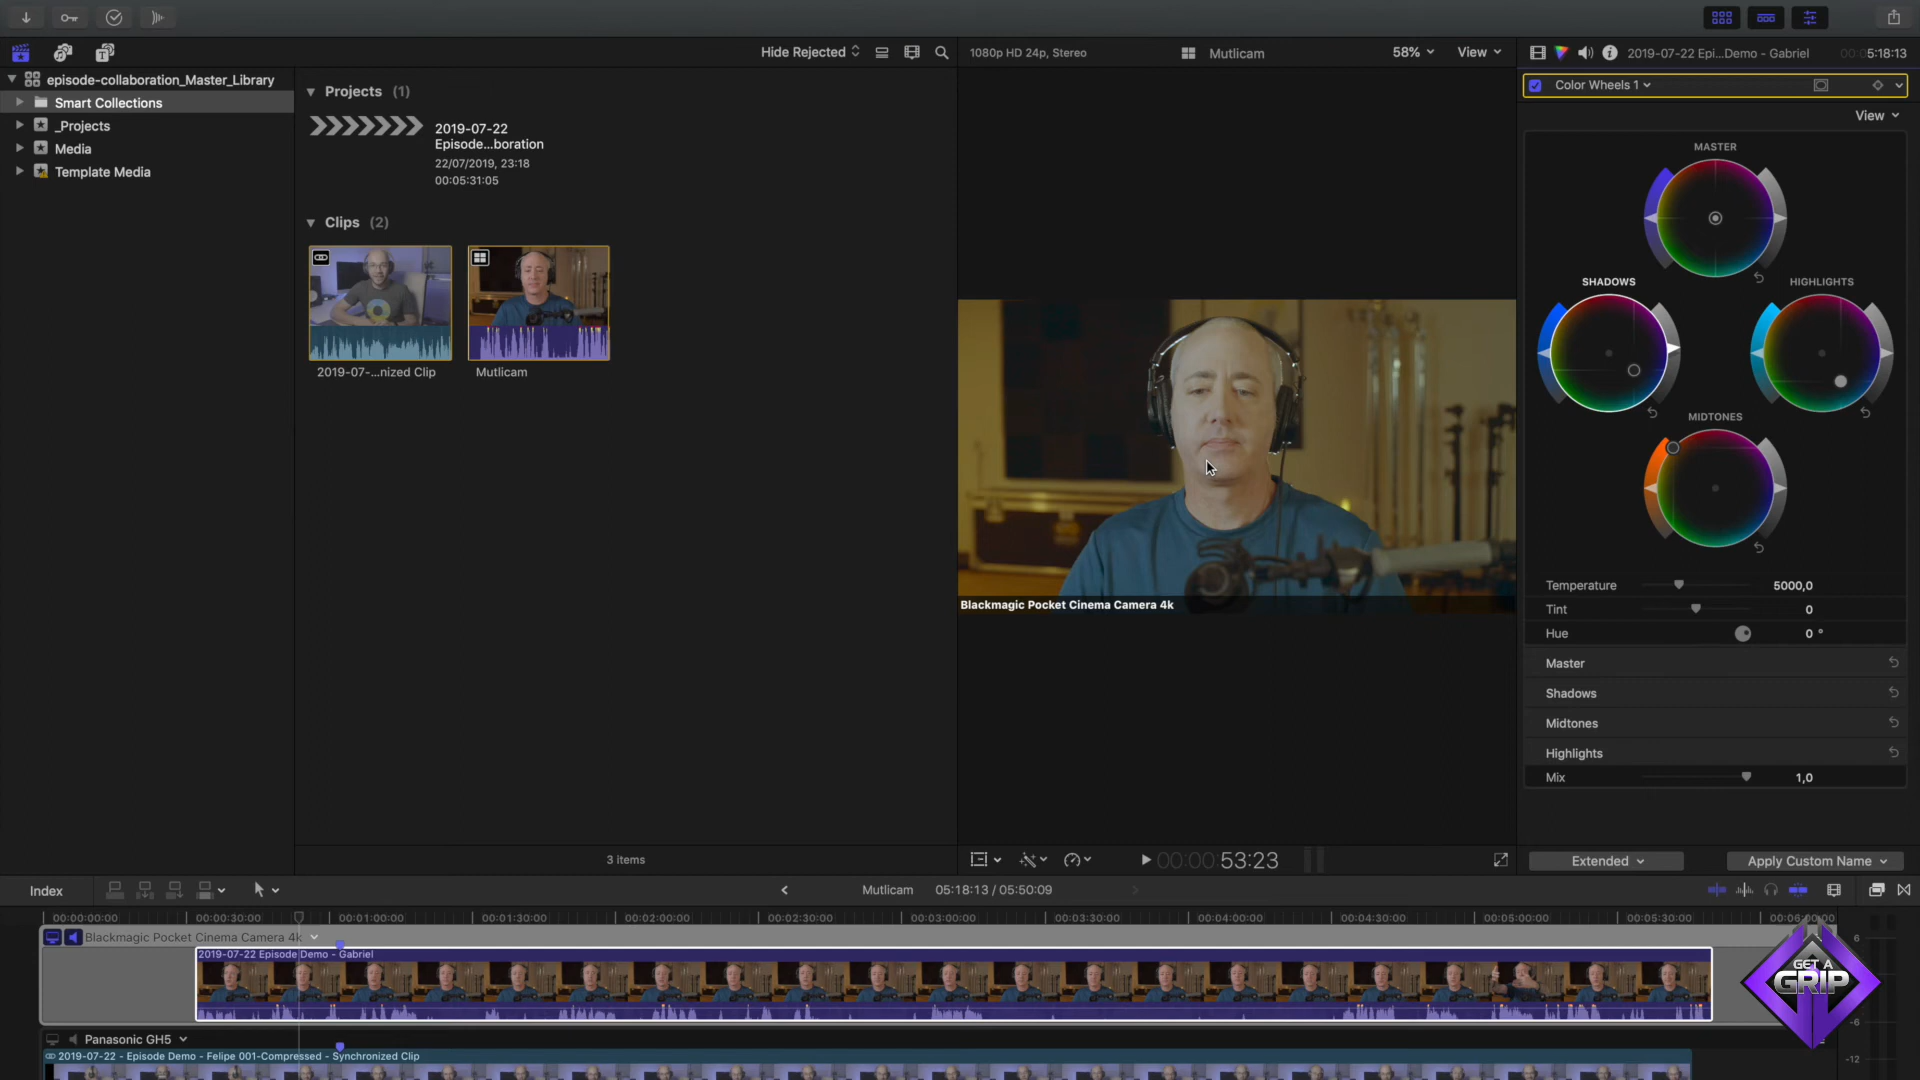 Hide Rejected
1080p HD 24p, Stereo
Mutlicam
58%
View
2019-07-22 Epi...Demo - Gabriel
00:05:18:13
episode-collaboration_Master_Library
Smart Collections
_Projects
Media
Template Media
Projects (1)
2019-07-22
Episode...boration
22/07/2019, 23:18
00:05:31:05
Clips (2)
2019-07-...nized Clip
Mutlicam
3 items
Blackmagic Pocket Cinema Camera 4k
00:00:53:23
Color Wheels 1
View
MASTER
SHADOWS
HIGHLIGHTS
MIDTONES
Temperature 5000,0
Tint 0
Hue 0 °
Master
Shadows
Midtones
Highlights
Mix 1,0
Extended
Apply Custom Name
Index
Mutlicam
05:18:13 / 05:50:09
00:00:00:00
00:00:30:00
00:01:00:00
00:01:30:00
00:02:00:00
00:02:30:00
00:03:00:00
00:03:30:00
00:04:00:00
00:04:30:00
00:05:00:00
00:05:30:00
00:06:00:00
Blackmagic Pocket Cinema Camera 4k
2019-07-22 Episode Demo - Gabriel
Panasonic GH5
2019-07-22 - Episode Demo - Felipe 001-Compressed - Synchronized Clip
6
-6
-12
GET A
GRIP